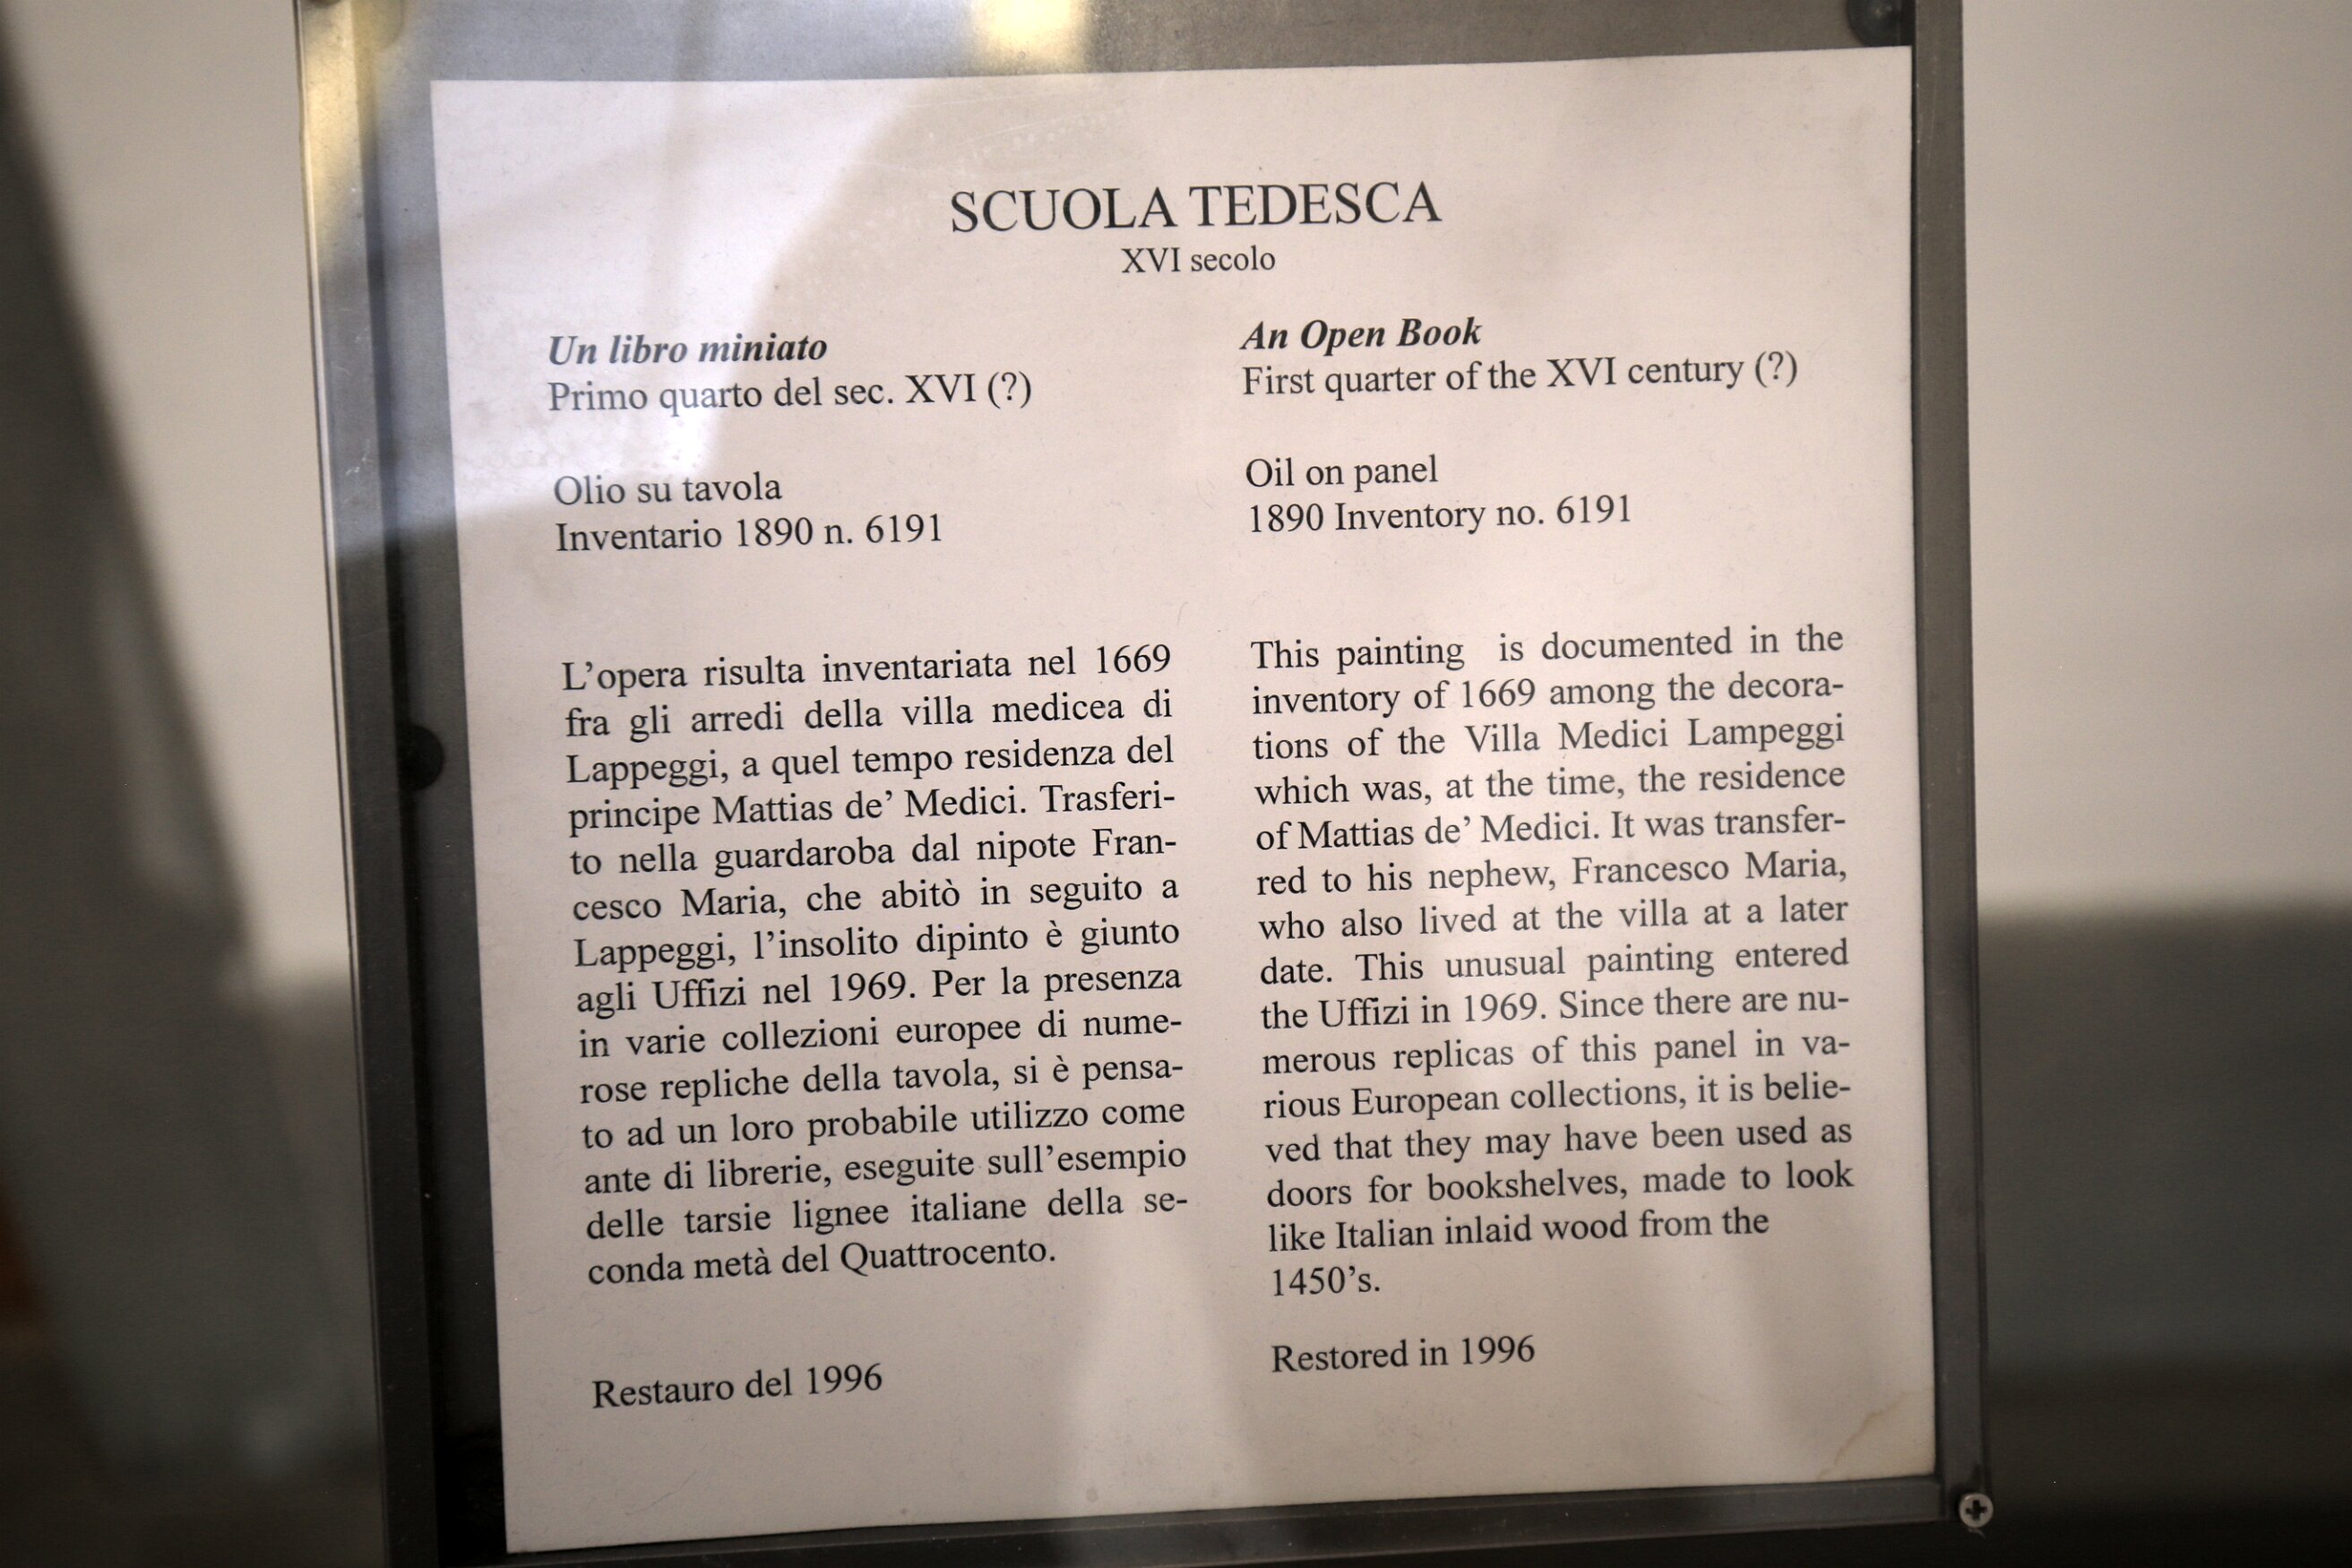 SCUOLA TEDESCA
XVI secolo
Un libro miniato
Primo quarto del sec. XVI (?)
Olio su tavola
Inventario 1890 n. 6191
L’opera risulta inventariata nel 1669
fra gli arredi della villa medicea di
Lappeggi, a quel tempo residenza del
principe Mattias de’ Medici. Trasferi-
to nella guardaroba dal nipote Fran-
cesco Maria, che abitò in seguito a
Lappeggi, l’insolito dipinto è giunto
agli Uffizi nel 1969. Per la presenza
in varie collezioni europee di nume-
rose repliche della tavola, si è pensa-
to ad un loro probabile utilizzo come
ante di librerie, eseguite sull’esempio
delle tarsie lignee italiane della se-
conda metà del Quattrocento.
Restauro del 1996
An Open Book
First quarter of the XVI century (?)
Oil on panel
1890 Inventory no. 6191
This painting is documented in the
inventory of 1669 among the decora-
tions of the Villa Medici Lampeggi
which was, at the time, the residence
of Mattias de’ Medici. It was transfer-
red to his nephew, Francesco Maria,
who also lived at the villa at a later
date. This unusual painting entered
the Uffizi in 1969. Since there are nu-
merous replicas of this panel in va-
rious European collections, it is belie-
ved that they may have been used as
doors for bookshelves, made to look
like Italian inlaid wood from the
1450’s.
Restored in 1996